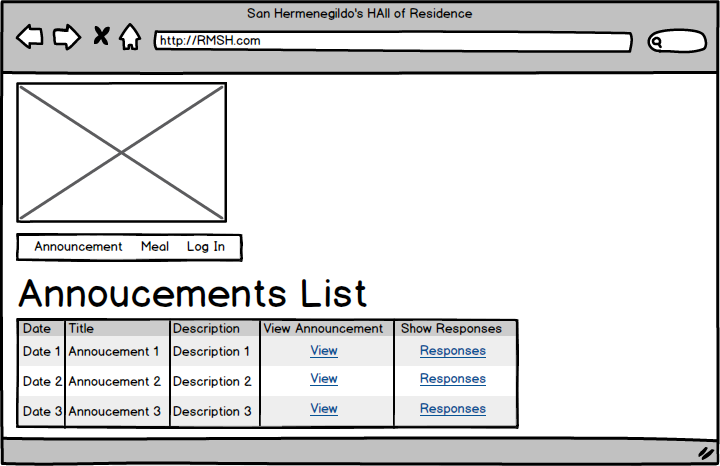 San Hermenegildo's HAll of Residence
http://RMSH.com
Announcement Meal Log In
Annoucements List
Date Title Description View Announcement Show Responses
Date 1 Annoucement 1 Description 1 View Responses
Date 2 Annoucement 2 Description 2 View Responses
Date 3 Annoucement 3 Description 3 View Responses